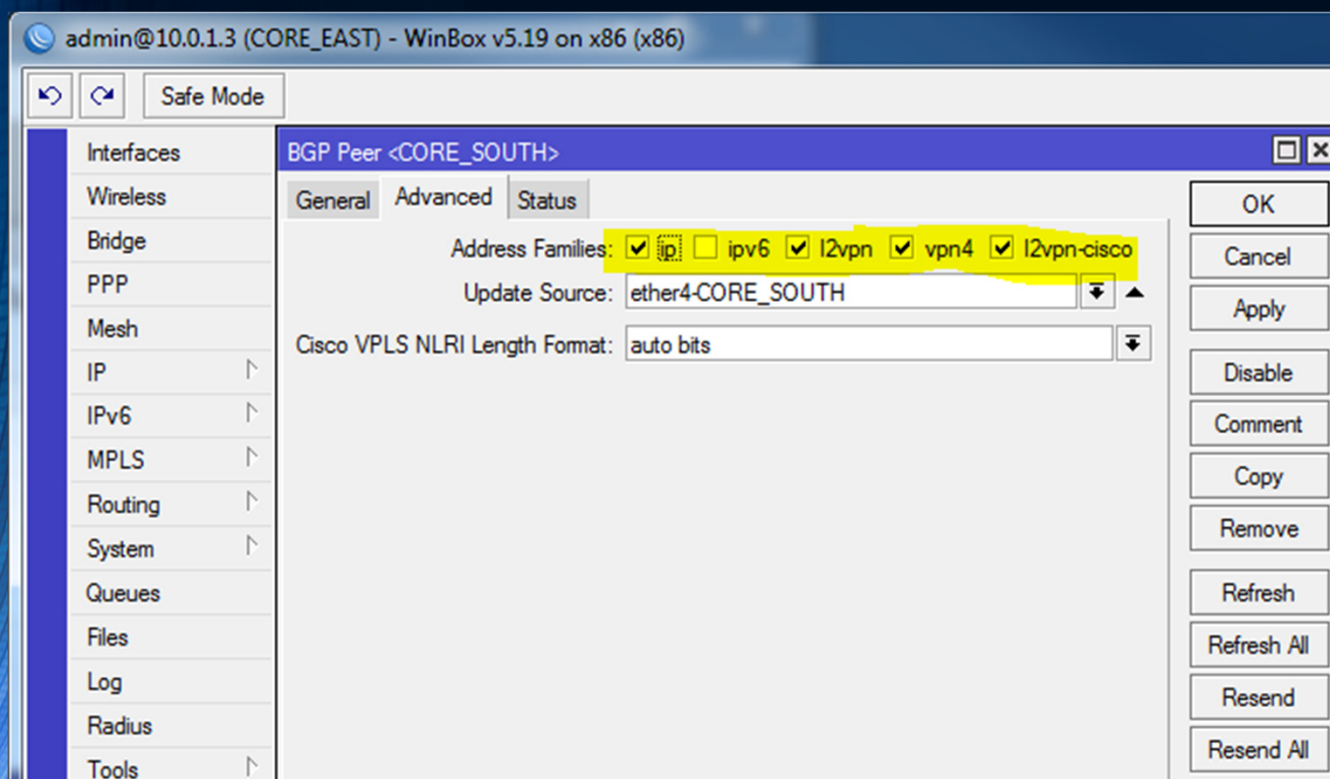 admin@10.0.1.3 (CORE_EAST) - WinBox v5.19 on x86 (x86)
Safe Mode
Interfaces
Wireless
Bridge
PPP
Mesh
IP
IPv6
MPLS
Routing
System
Queues
Files
Log
Radius
Tools
BGP Peer <CORE_SOUTH>
General Advanced Status
Address Families: ip ipv6 l2vpn vpn4 l2vpn-cisco
Update Source: ether4-CORE_SOUTH
Cisco VPLS NLRI Length Format: auto bits
OK
Cancel
Apply
Disable
Comment
Copy
Remove
Refresh
Refresh All
Resend
Resend All